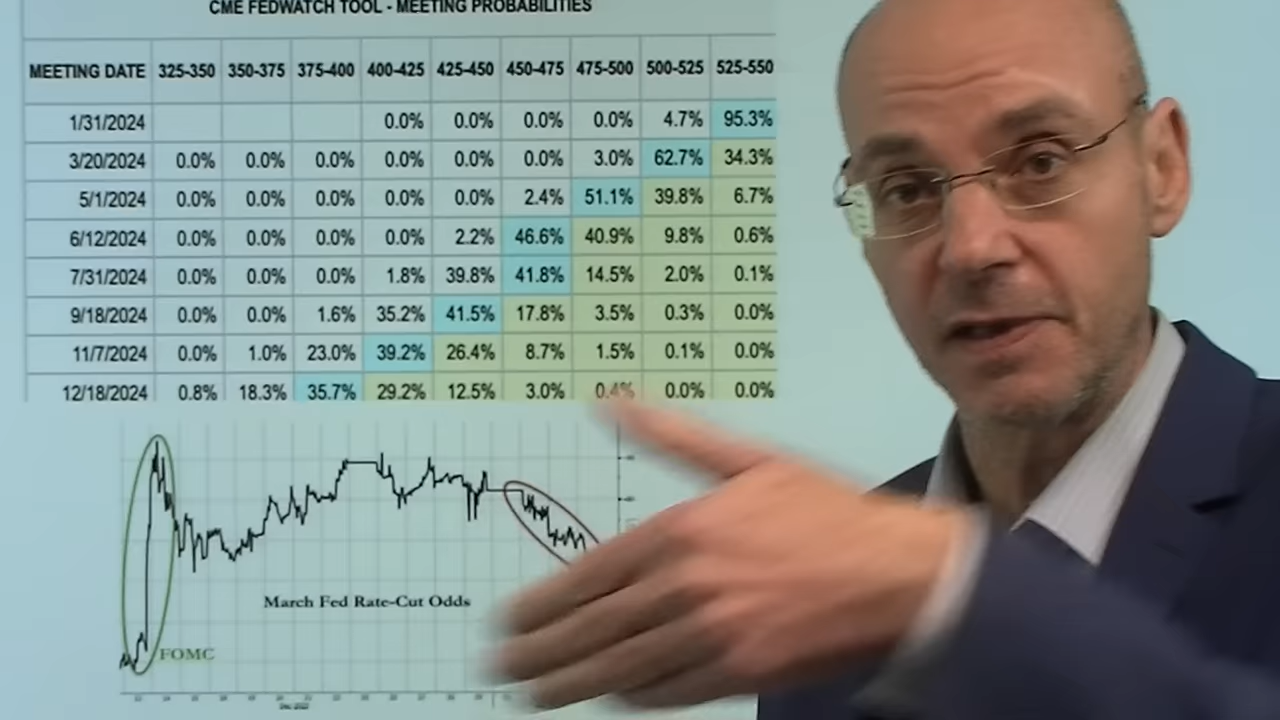 CME FEDWATCH TOOL - MEETING PROBABILITIES
MEETING DATE 325-350 350-375 375-400 400-425 425-450 450-475 475-500 500-525 525-550
1/31/2024 0.0% 0.0% 0.0% 0.0% 4.7% 95.3%
3/20/2024 0.0% 0.0% 0.0% 0.0% 0.0% 0.0% 3.0% 62.7% 34.3%
5/1/2024 0.0% 0.0% 0.0% 0.0% 0.0% 2.4% 51.1% 39.8% 6.7%
6/12/2024 0.0% 0.0% 0.0% 0.0% 2.2% 46.6% 40.9% 9.8% 0.6%
7/31/2024 0.0% 0.0% 0.0% 1.8% 39.8% 41.8% 14.5% 2.0% 0.1%
9/18/2024 0.0% 0.0% 1.6% 35.2% 41.5% 17.8% 3.5% 0.3% 0.0%
11/7/2024 0.0% 1.0% 23.0% 39.2% 26.4% 8.7% 1.5% 0.1% 0.0%
12/18/2024 0.8% 18.3% 35.7% 29.2% 12.5% 3.0% 0.4% 0.0% 0.0%
March Fed Rate-Cut Odds
FOMC